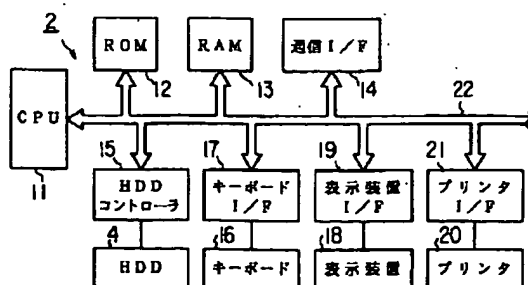 2
ROM
RAM
通信I/F
CPU
12
13
14
22
11
15
17
19
21
HDD
コントローラ
キーボード
I/F
表示装置
I/F
プリンタ
I/F
4
16
18
20
HDD
キーボード
表示装置
プリンタ